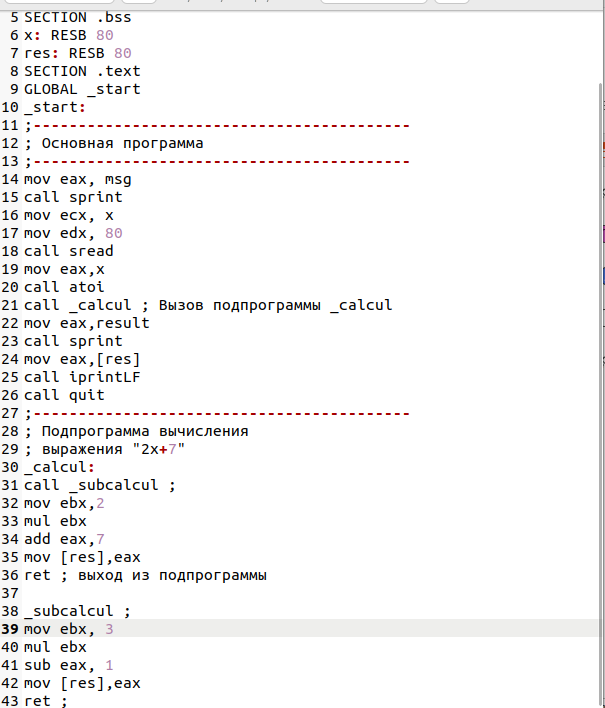 5 SECTION .bss
6 x: RESB 80
7 res: RESB 80
8 SECTION .text
9 GLOBAL _start
10 _start:
11 ;------------------------------------------
12 ; Основная программа
13 ;------------------------------------------
14 mov eax, msg
15 call sprint
16 mov ecx, x
17 mov edx, 80
18 call sread
19 mov eax,x
20 call atoi
21 call _calcul ; Вызов подпрограммы _calcul
22 mov eax,result
23 call sprint
24 mov eax,[res]
25 call iprintLF
26 call quit
27 ;------------------------------------------
28 ; Подпрограмма вычисления
29 ; выражения "2x+7"
30 _calcul:
31 call _subcalcul ;
32 mov ebx,2
33 mul ebx
34 add eax,7
35 mov [res],eax
36 ret ; выход из подпрограммы
37
38 _subcalcul ;
39 mov ebx, 3
40 mul ebx
41 sub eax, 1
42 mov [res],eax
43 ret ;